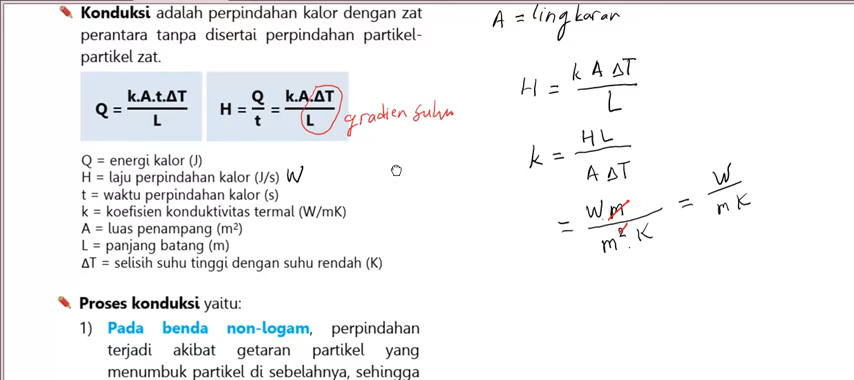 Konduksi adalah perpindahan kalor dengan zat
perantara tanpa disertai perpindahan partikel-
partikel zat.
Q = k.A.t.ΔT / L
H = Q / t = k.A.ΔT / L
gradien suhu
Q = energi kalor (J)
H = laju perpindahan kalor (J/s) W
t = waktu perpindahan kalor (s)
k = koefisien konduktivitas termal (W/mK)
A = luas penampang (m²)
L = panjang batang (m)
ΔT = selisih suhu tinggi dengan suhu rendah (K)
Proses konduksi yaitu:
1) Pada benda non-logam, perpindahan
terjadi akibat getaran partikel yang
menumbuk partikel di sebelahnya, sehingga
A = lingkaran
H = k A ΔT / L
k = H L / A ΔT
= W m / m² . K = W / m K